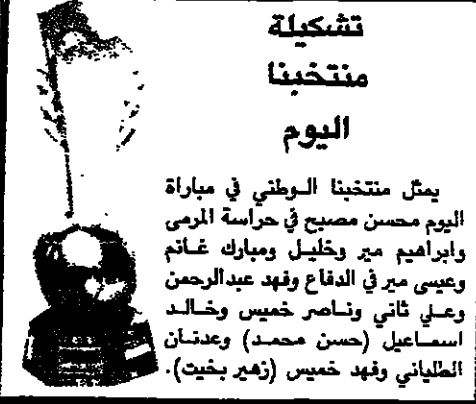 تشكيلة
منتخبنا
اليوم
يمثل منتخبنا الوطني في مباراة
اليوم محسن مصبح في حراسة المرمى
وابراهيم مير وخليل ومبارك غانم
وعيسى مير في الدفاع وفهد عبدالرحمن
وعلي ثاني وناصر خميس وخالد
اسماعيل (حسن محمد) وعدنان
الطلياني وفهد خميس (زهير بخيت).